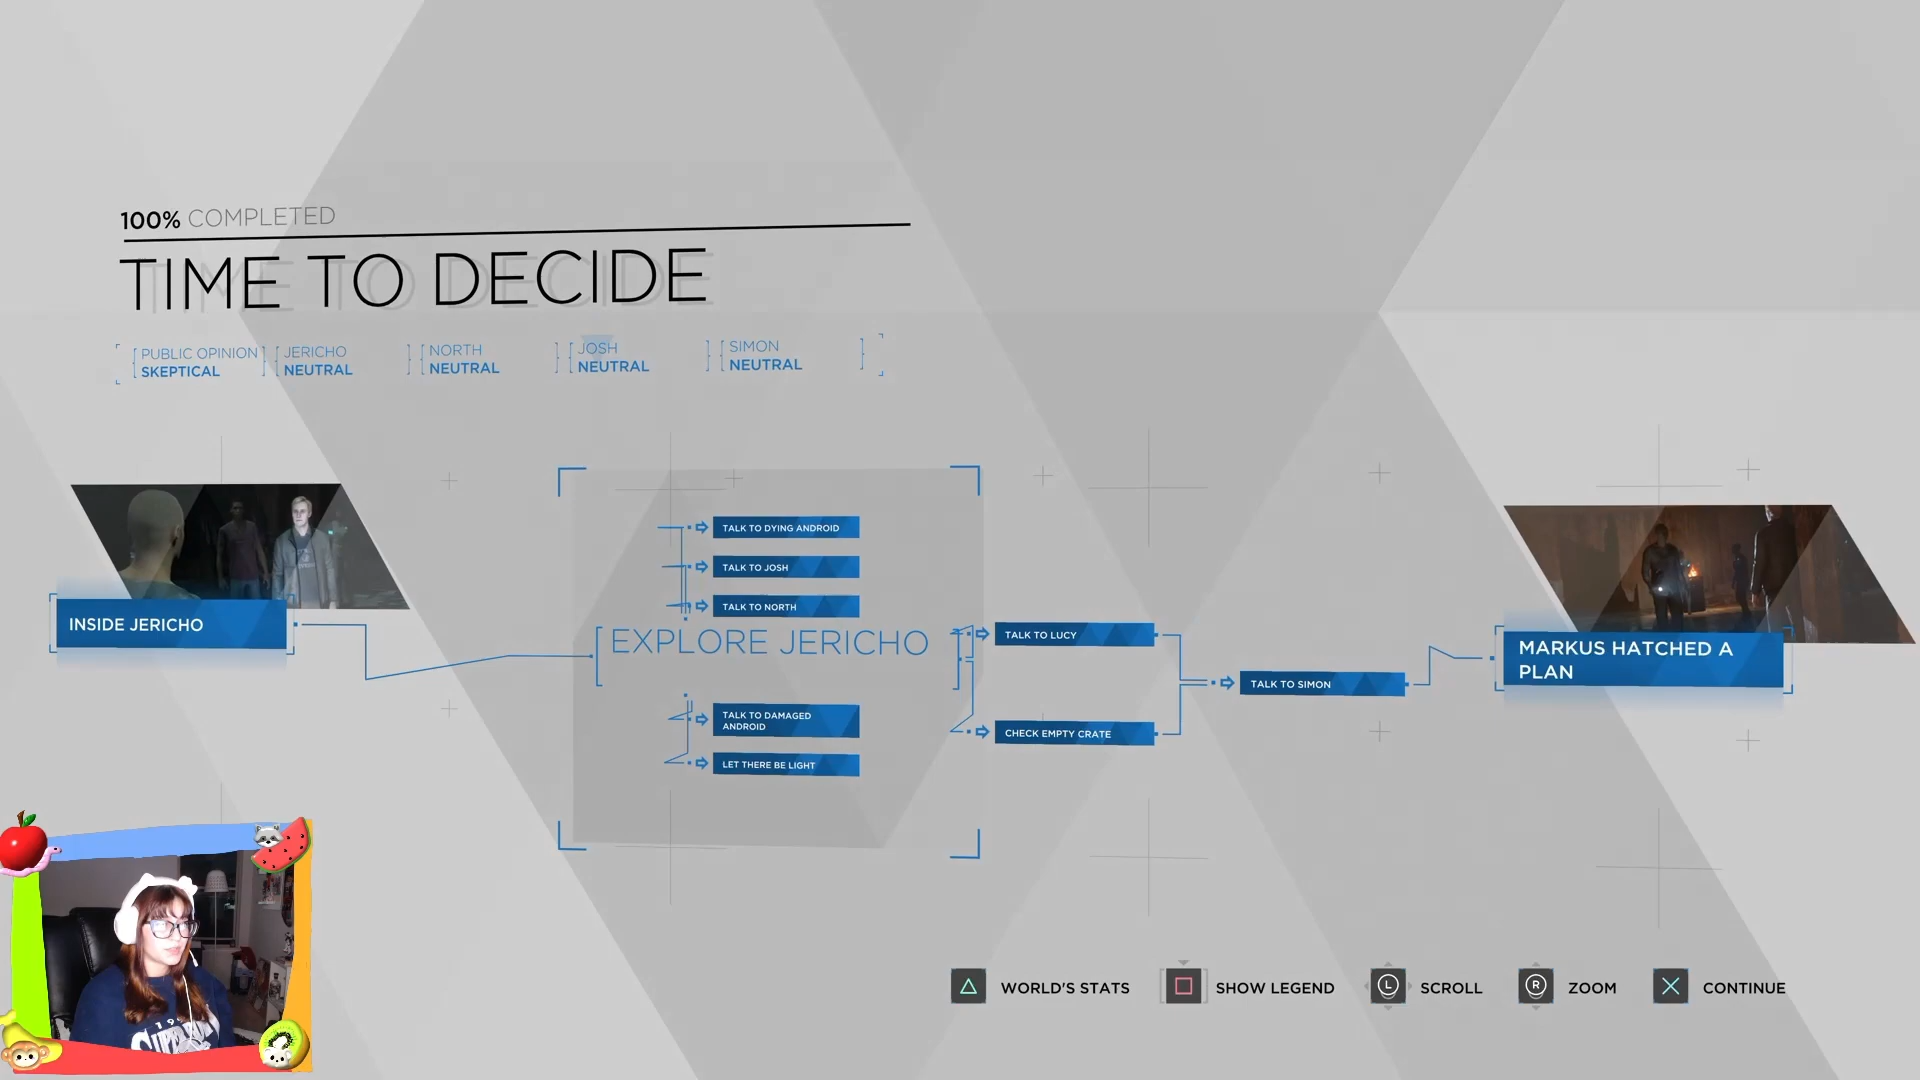 100% COMPLETED
TIME TO DECIDE
PUBLIC OPINION
SKEPTICAL
JERICHO
NEUTRAL
NORTH
NEUTRAL
JOSH
NEUTRAL
SIMON
NEUTRAL
INSIDE JERICHO
TALK TO DYING ANDROID
TALK TO JOSH
TALK TO NORTH
EXPLORE JERICHO
TALK TO DAMAGED
ANDROID
LET THERE BE LIGHT
TALK TO LUCY
CHECK EMPTY CRATE
TALK TO SIMON
MARKUS HATCHED A
PLAN
WORLD'S STATS
SHOW LEGEND
L
SCROLL
R
ZOOM
CONTINUE